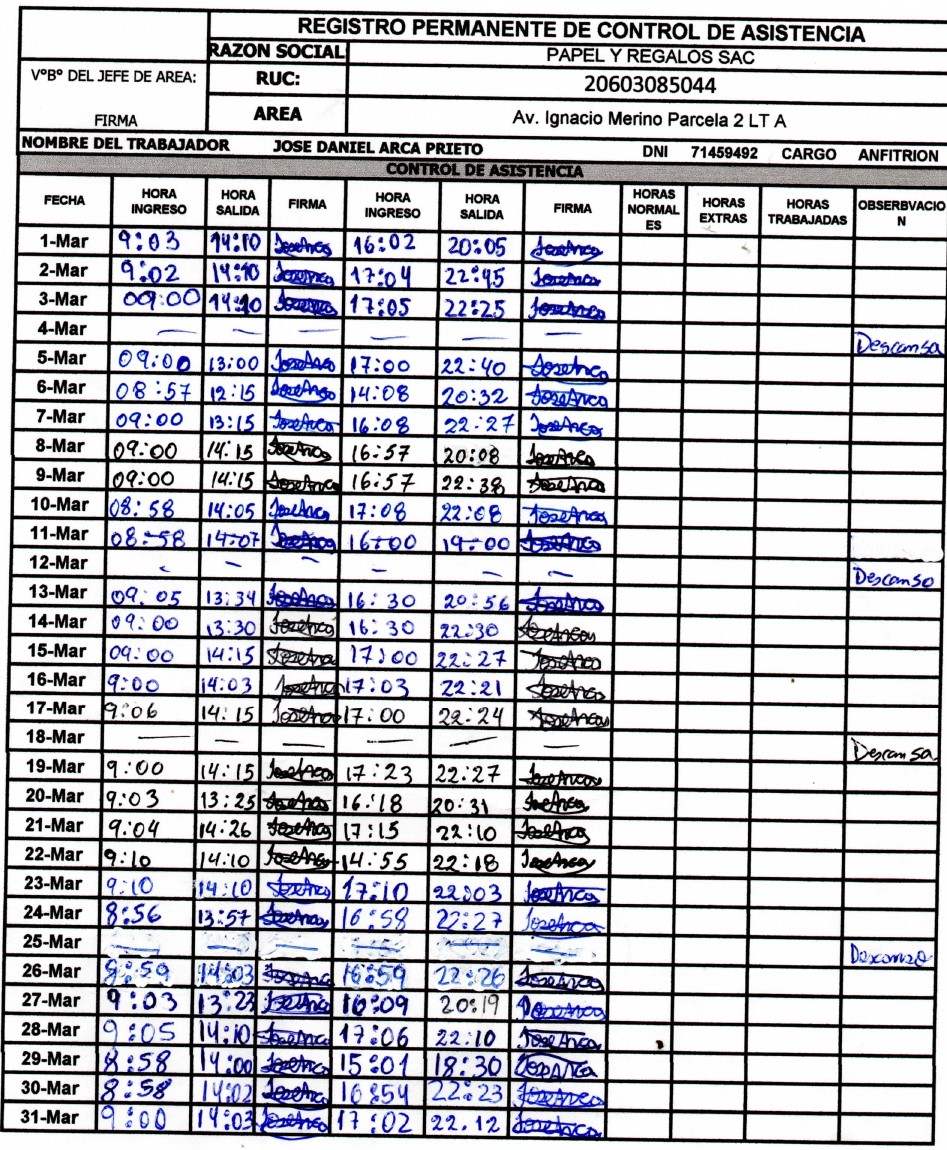 REGISTRO PERMANENTE DE CONTROL DE ASISTENCIA
RAZON SOCIAL PAPEL Y REGALOS SAC
V°B° DEL JEFE DE AREA: RUC: 20603085044
FIRMA AREA Av. Ignacio Merino Parcela 2 LT A
NOMBRE DEL TRABAJADOR JOSE DANIEL ARCA PRIETO DNI 71459492 CARGO ANFITRION
CONTROL DE ASISTENCIA
FECHA HORA INGRESO HORA SALIDA FIRMA HORA INGRESO HORA SALIDA FIRMA HORAS NORMALES HORAS EXTRAS HORAS TRABAJADAS OBSERBVACION
1-Mar 9:03 14:10 JoseArca 16:02 20:05 JoseArca
2-Mar 9:02 14:10 JoseArca 17:04 22:45 JoseArca
3-Mar 09:00 14:10 JoseArca 17:05 22:25 JoseArca
4-Mar — — — — — — Descansa
5-Mar 09:00 13:00 JoseArca 17:00 22:40 JoseArca
6-Mar 08:57 12:15 JoseArca 14:08 20:32 JoseArca
7-Mar 09:00 13:15 JoseArca 16:08 22:27 JoseArca
8-Mar 09:00 14:15 JoseArca 16:57 20:08 JoseArca
9-Mar 09:00 14:15 JoseArca 16:57 22:38 JoseArca
10-Mar 08:58 14:05 JoseArca 17:08 22:08 JoseArca
11-Mar 08:58 14:07 JoseArca 16:00 19:00 JoseArca
12-Mar — — — — — — Descanso
13-Mar 09:05 13:34 JoseArca 16:30 20:56 JoseArca
14-Mar 09:00 13:30 JoseArca 16:30 22:30 JoseArca
15-Mar 09:00 14:15 JoseArca 17:00 22:27 JoseArca
16-Mar 9:00 14:03 JoseArca 17:03 22:21 JoseArca
17-Mar 9:06 14:15 JoseArca 17:00 22:24 JoseArca
18-Mar — — — — — — Descansa
19-Mar 9:00 14:15 JoseArca 17:23 22:27 JoseArca
20-Mar 9:03 13:25 JoseArca 16:18 20:31 JoseArca
21-Mar 9:04 14:26 JoseArca 17:15 22:10 JoseArca
22-Mar 9:10 14:10 JoseArca 14:55 22:18 JoseArca
23-Mar 9:10 14:10 JoseArca 17:10 22:03 JoseArca
24-Mar 8:56 13:57 JoseArca 16:58 22:27 JoseArca
25-Mar — — — — — — Descanso
26-Mar 8:59 14:03 JoseArca 16:59 22:26 JoseArca
27-Mar 9:03 13:23 JoseArca 16:09 20:19 JoseArca
28-Mar 9:05 14:10 JoseArca 17:06 22:10 JoseArca
29-Mar 8:58 14:00 JoseArca 15:01 18:30 JoseArca
30-Mar 8:58 14:02 JoseArca 16:54 22:23 JoseArca
31-Mar 9:00 14:03 JoseArca 17:02 22.12 JoseArca